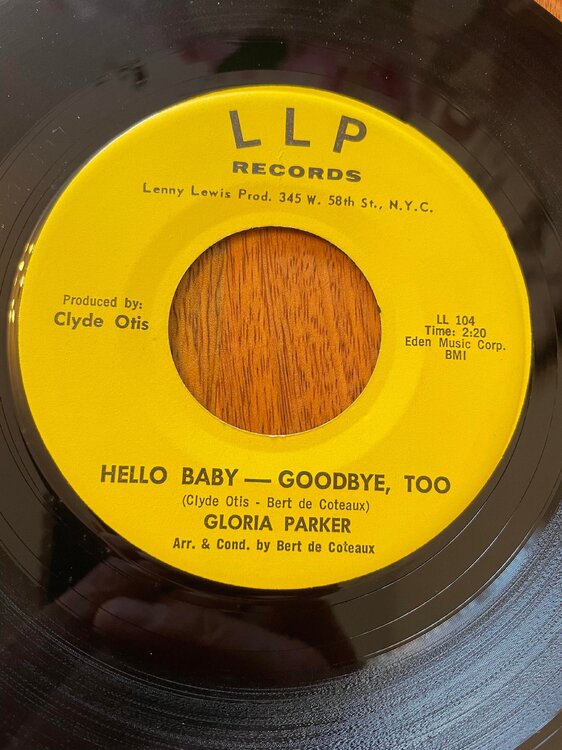 LLP
RECORDS
Lenny Lewis Prod. 345 W. 58th St., N.Y.C.
Produced by:
Clyde Otis
LL 104
Time: 2:20
Eden Music Corp.
BMI
HELLO BABY — GOODBYE, TOO
(Clyde Otis - Bert de Coteaux)
GLORIA PARKER
Arr. & Cond. by Bert de Coteaux